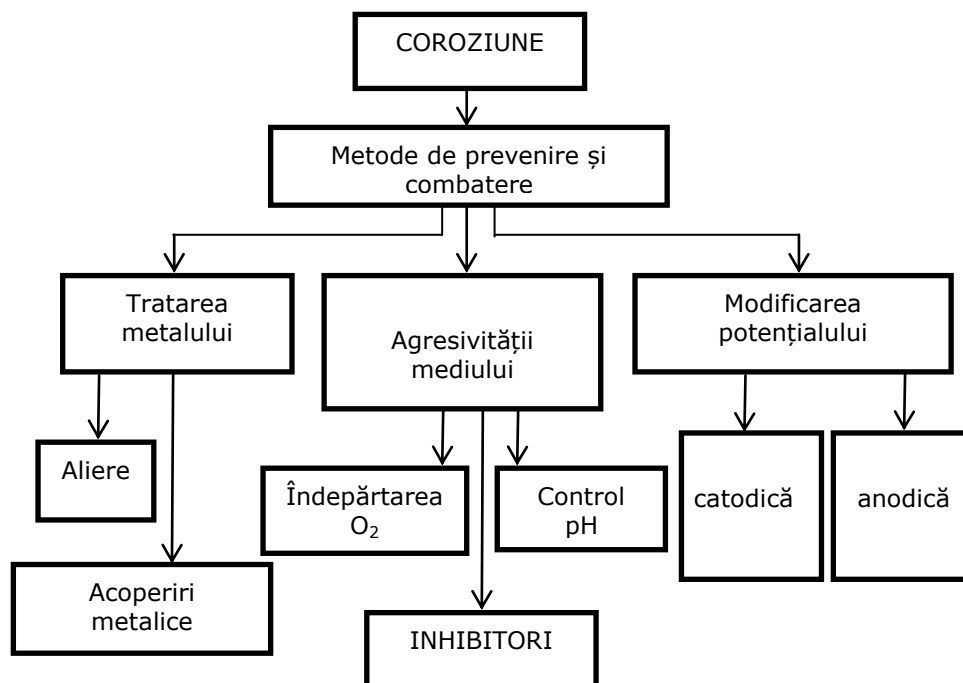 COROZIUNE
Metode de prevenire și
combatere
Tratarea
metalului
Agresivității
mediului
Modificarea
potențialului
Aliere
Îndepărtarea
O₂
Control
pH
catodică
anodică
Acoperiri
metalice
INHIBITORI